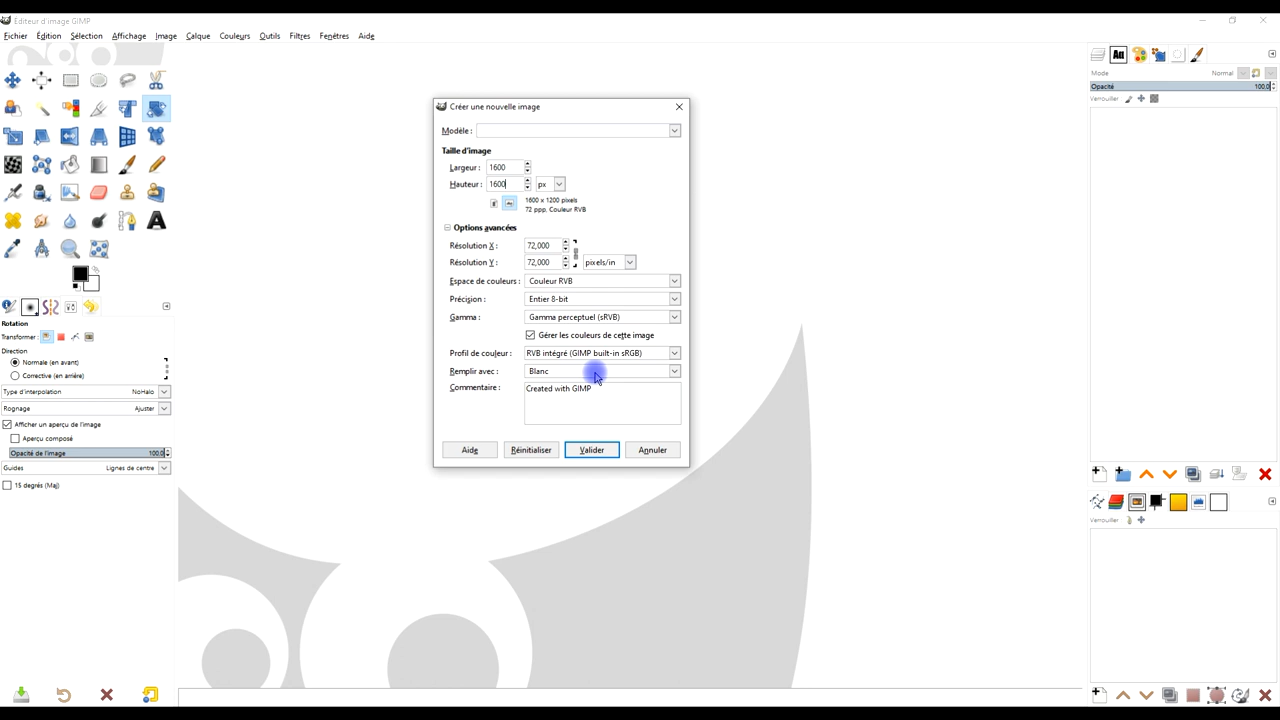 Éditeur d'image GIMP
Fichier Édition Sélection Affichage Image Calque Couleurs Outils Filtres Fenêtres Aide
Mode Normal
Opacité 100,0
Verrouiller
Créer une nouvelle image
Modèle :
Taille d'image
Largeur : 1600
Hauteur : 1600 px
1600 x 1200 pixels
72 ppp, Couleur RVB
Options avancées
Résolution X : 72,000
Résolution Y : 72,000 pixels/in
Espace de couleurs : Couleur RVB
Précision : Entier 8-bit
Gamma : Gamma perceptuel (sRVB)
Gérer les couleurs de cette image
Profil de couleur : RVB intégré (GIMP built-in sRGB)
Remplir avec : Blanc
Commentaire : Created with GIMP
Aide Réinitialiser Valider Annuler
Rotation
Transformer :
Direction
Normale (en avant)
Corrective (en arrière)
Type d'interpolation NoHalo
Rognage Ajuster
Afficher un aperçu de l'image
Aperçu composé
Opacité de l'image 100,0
Guides Lignes de centre
15 degrés (Maj)
Verrouiller